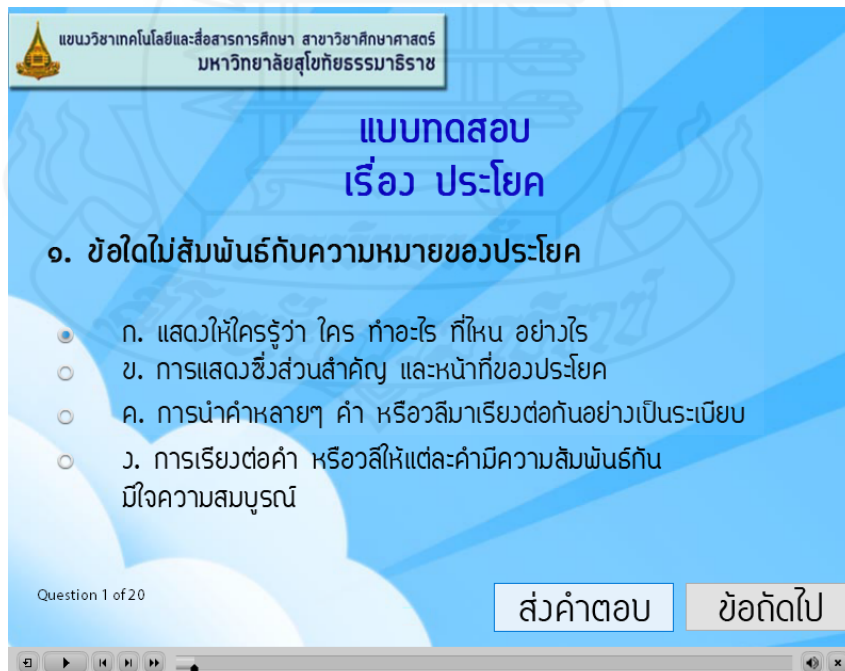 แขนงวิชาเทคโนโลยีและสื่อสารการศึกษา สาขาวิชาศึกษาศาสตร์
มหาวิทยาลัยสุโขทัยธรรมาธิราช
แบบทดสอบ
เรื่อง ประโยค
๑. ข้อใดไม่สัมพันธ์กับความหมายของประโยค
ก. แสดงให้ใครรู้ว่า ใคร ทำอะไร ที่ไหน อย่างไร
ข. การแสดงซึ่งส่วนสำคัญ และหน้าที่ของประโยค
ค. การนำคำหลายๆ คำ หรือวลีมาเรียงต่อกันอย่างเป็นระเบียบ
ง. การเรียงต่อคำ หรือวลีให้แต่ละคำมีความสัมพันธ์กัน
มีใจความสมบูรณ์
Question 1 of 20
ส่งคำตอบ
ข้อถัดไป